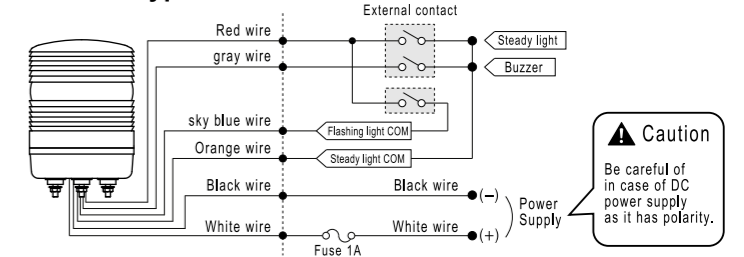 External contact
Red wire
Steady light
gray wire
Buzzer
sky blue wire
Flashing light COM
Orange wire
Steady light COM
Black wire
Black wire
(−)
Power
Supply
White wire
White wire
(+)
Fuse 1A
Caution
Be careful of
in case of DC
power supply
as it has polarity.